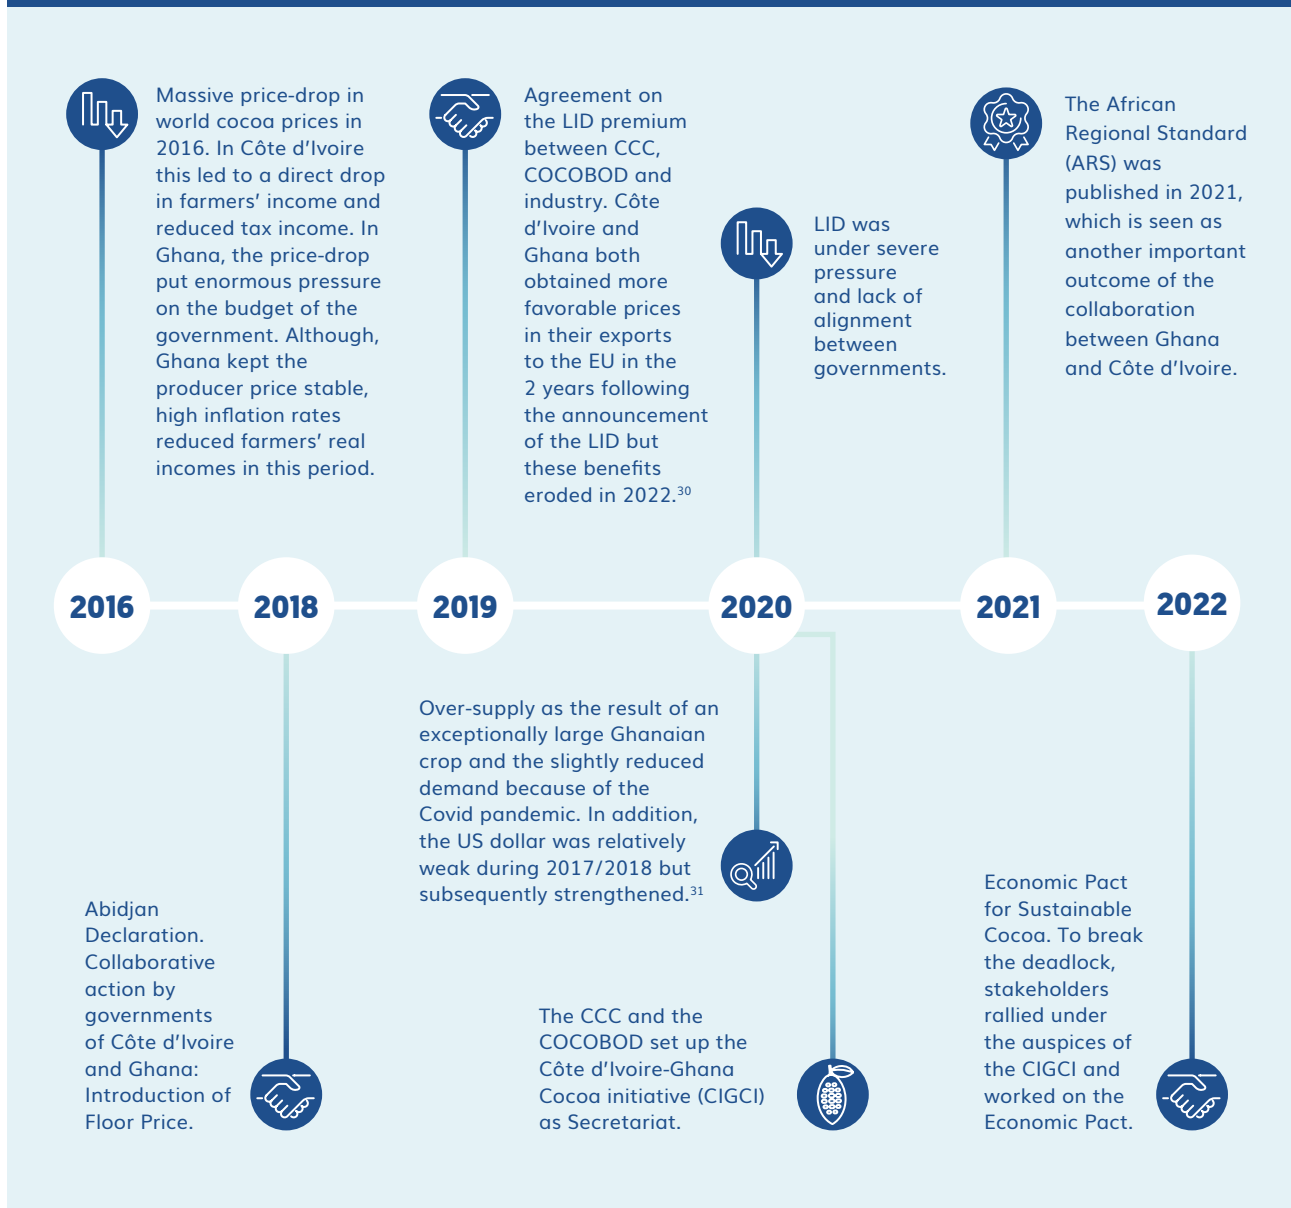 Massive price-drop in
world cocoa prices in
2016. In Côte d'Ivoire
this led to a direct drop
in farmers' income and
reduced tax income. In
Ghana, the price-drop
put enormous pressure
on the budget of the
government. Although,
Ghana kept the
producer price stable,
high inflation rates
reduced farmers' real
incomes in this period.
Agreement on
the LID premium
between CCC,
COCOBOD and
industry. Côte
d'Ivoire and
Ghana both
obtained more
favorable prices
in their exports
to the EU in the
2 years following
the announcement
of the LID but
these benefits
eroded in 2022.30
LID was
under severe
pressure
and lack of
alignment
between
governments.
The African
Regional Standard
(ARS) was
published in 2021,
which is seen as
another important
outcome of the
collaboration
between Ghana
and Côte d'Ivoire.
2016
2018
2019
2020
2021
2022
Abidjan
Declaration.
Collaborative
action by
governments
of Côte d'Ivoire
and Ghana:
Introduction of
Floor Price.
Over-supply as the result of an
exceptionally large Ghanaian
crop and the slightly reduced
demand because of the
Covid pandemic. In addition,
the US dollar was relatively
weak during 2017/2018 but
subsequently strengthened.31
The CCC and the
COCOBOD set up the
Côte d'Ivoire-Ghana
Cocoa initiative (CIGCI)
as Secretariat.
Economic Pact
for Sustainable
Cocoa. To break
the deadlock,
stakeholders
rallied under
the auspices of
the CIGCI and
worked on the
Economic Pact.